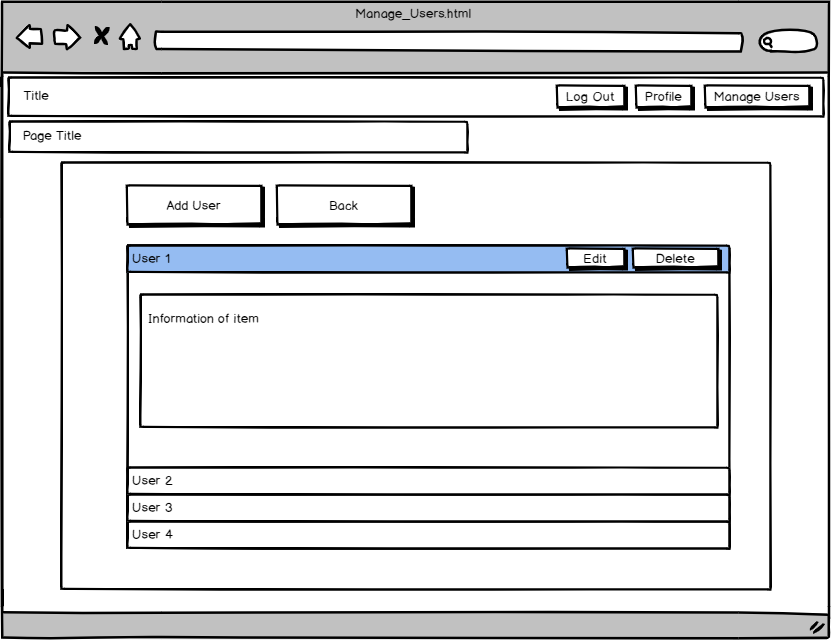 Manage_Users.html
Title
Log Out
Profile
Manage Users
Page Title
Add User
Back
User 1
Edit
Delete
Information of item
User 2
User 3
User 4